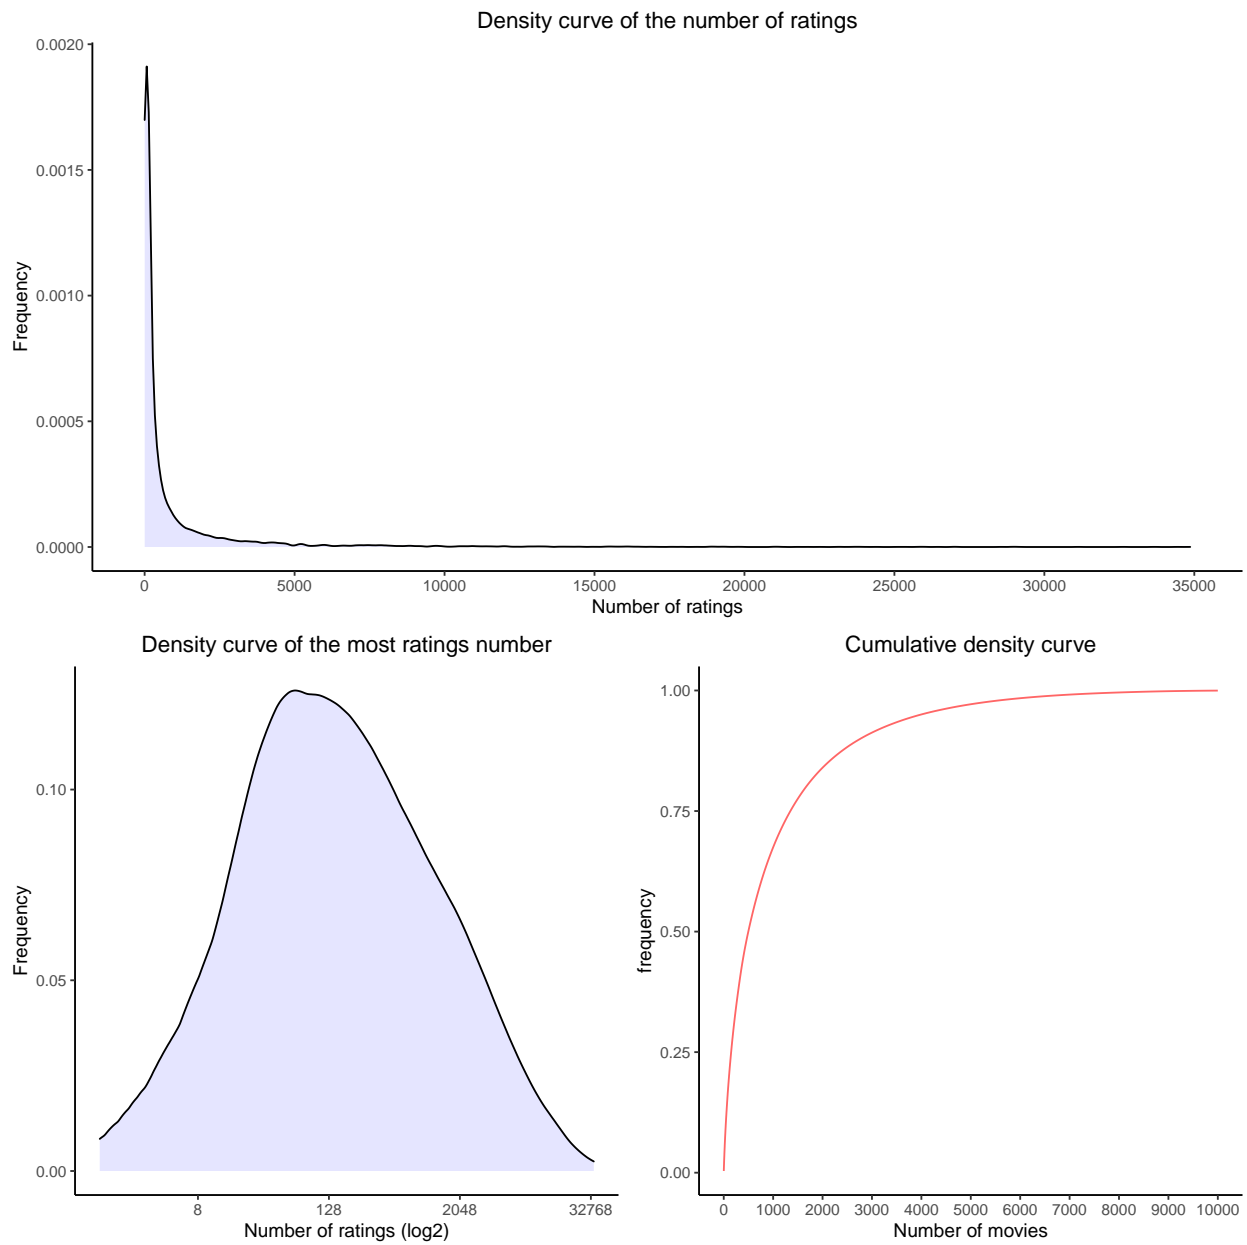 Density curve of the number of ratings
0.0020
0.0015
0.0010
0.0005
0.0000
Frequency
0 5000 10000 15000 20000 25000 30000 35000
Number of ratings
Density curve of the most ratings number
0.10
0.05
0.00
Frequency
8 128 2048 32768
Number of ratings (log2)
Cumulative density curve
1.00
0.75
0.50
0.25
0.00
frequency
0 1000 2000 3000 4000 5000 6000 7000 8000 9000 10000
Number of movies